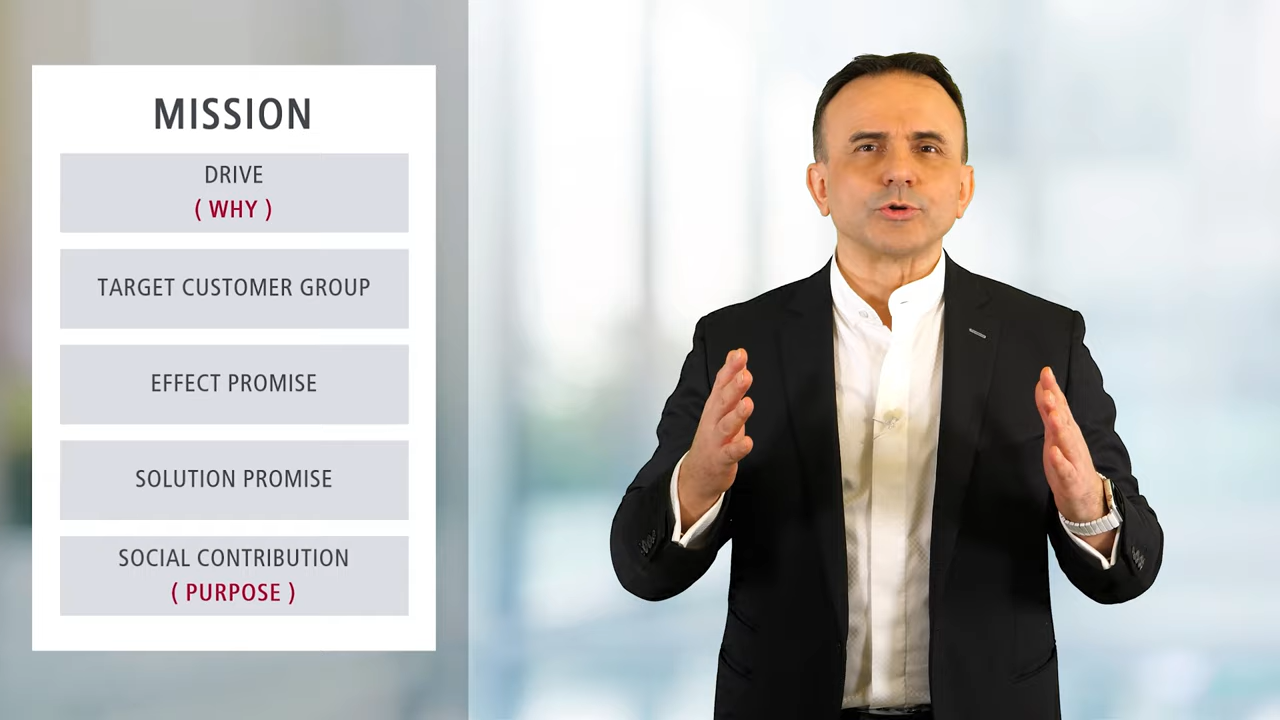 MISSION
DRIVE
( WHY )
TARGET CUSTOMER GROUP
EFFECT PROMISE
SOLUTION PROMISE
SOCIAL CONTRIBUTION
( PURPOSE )